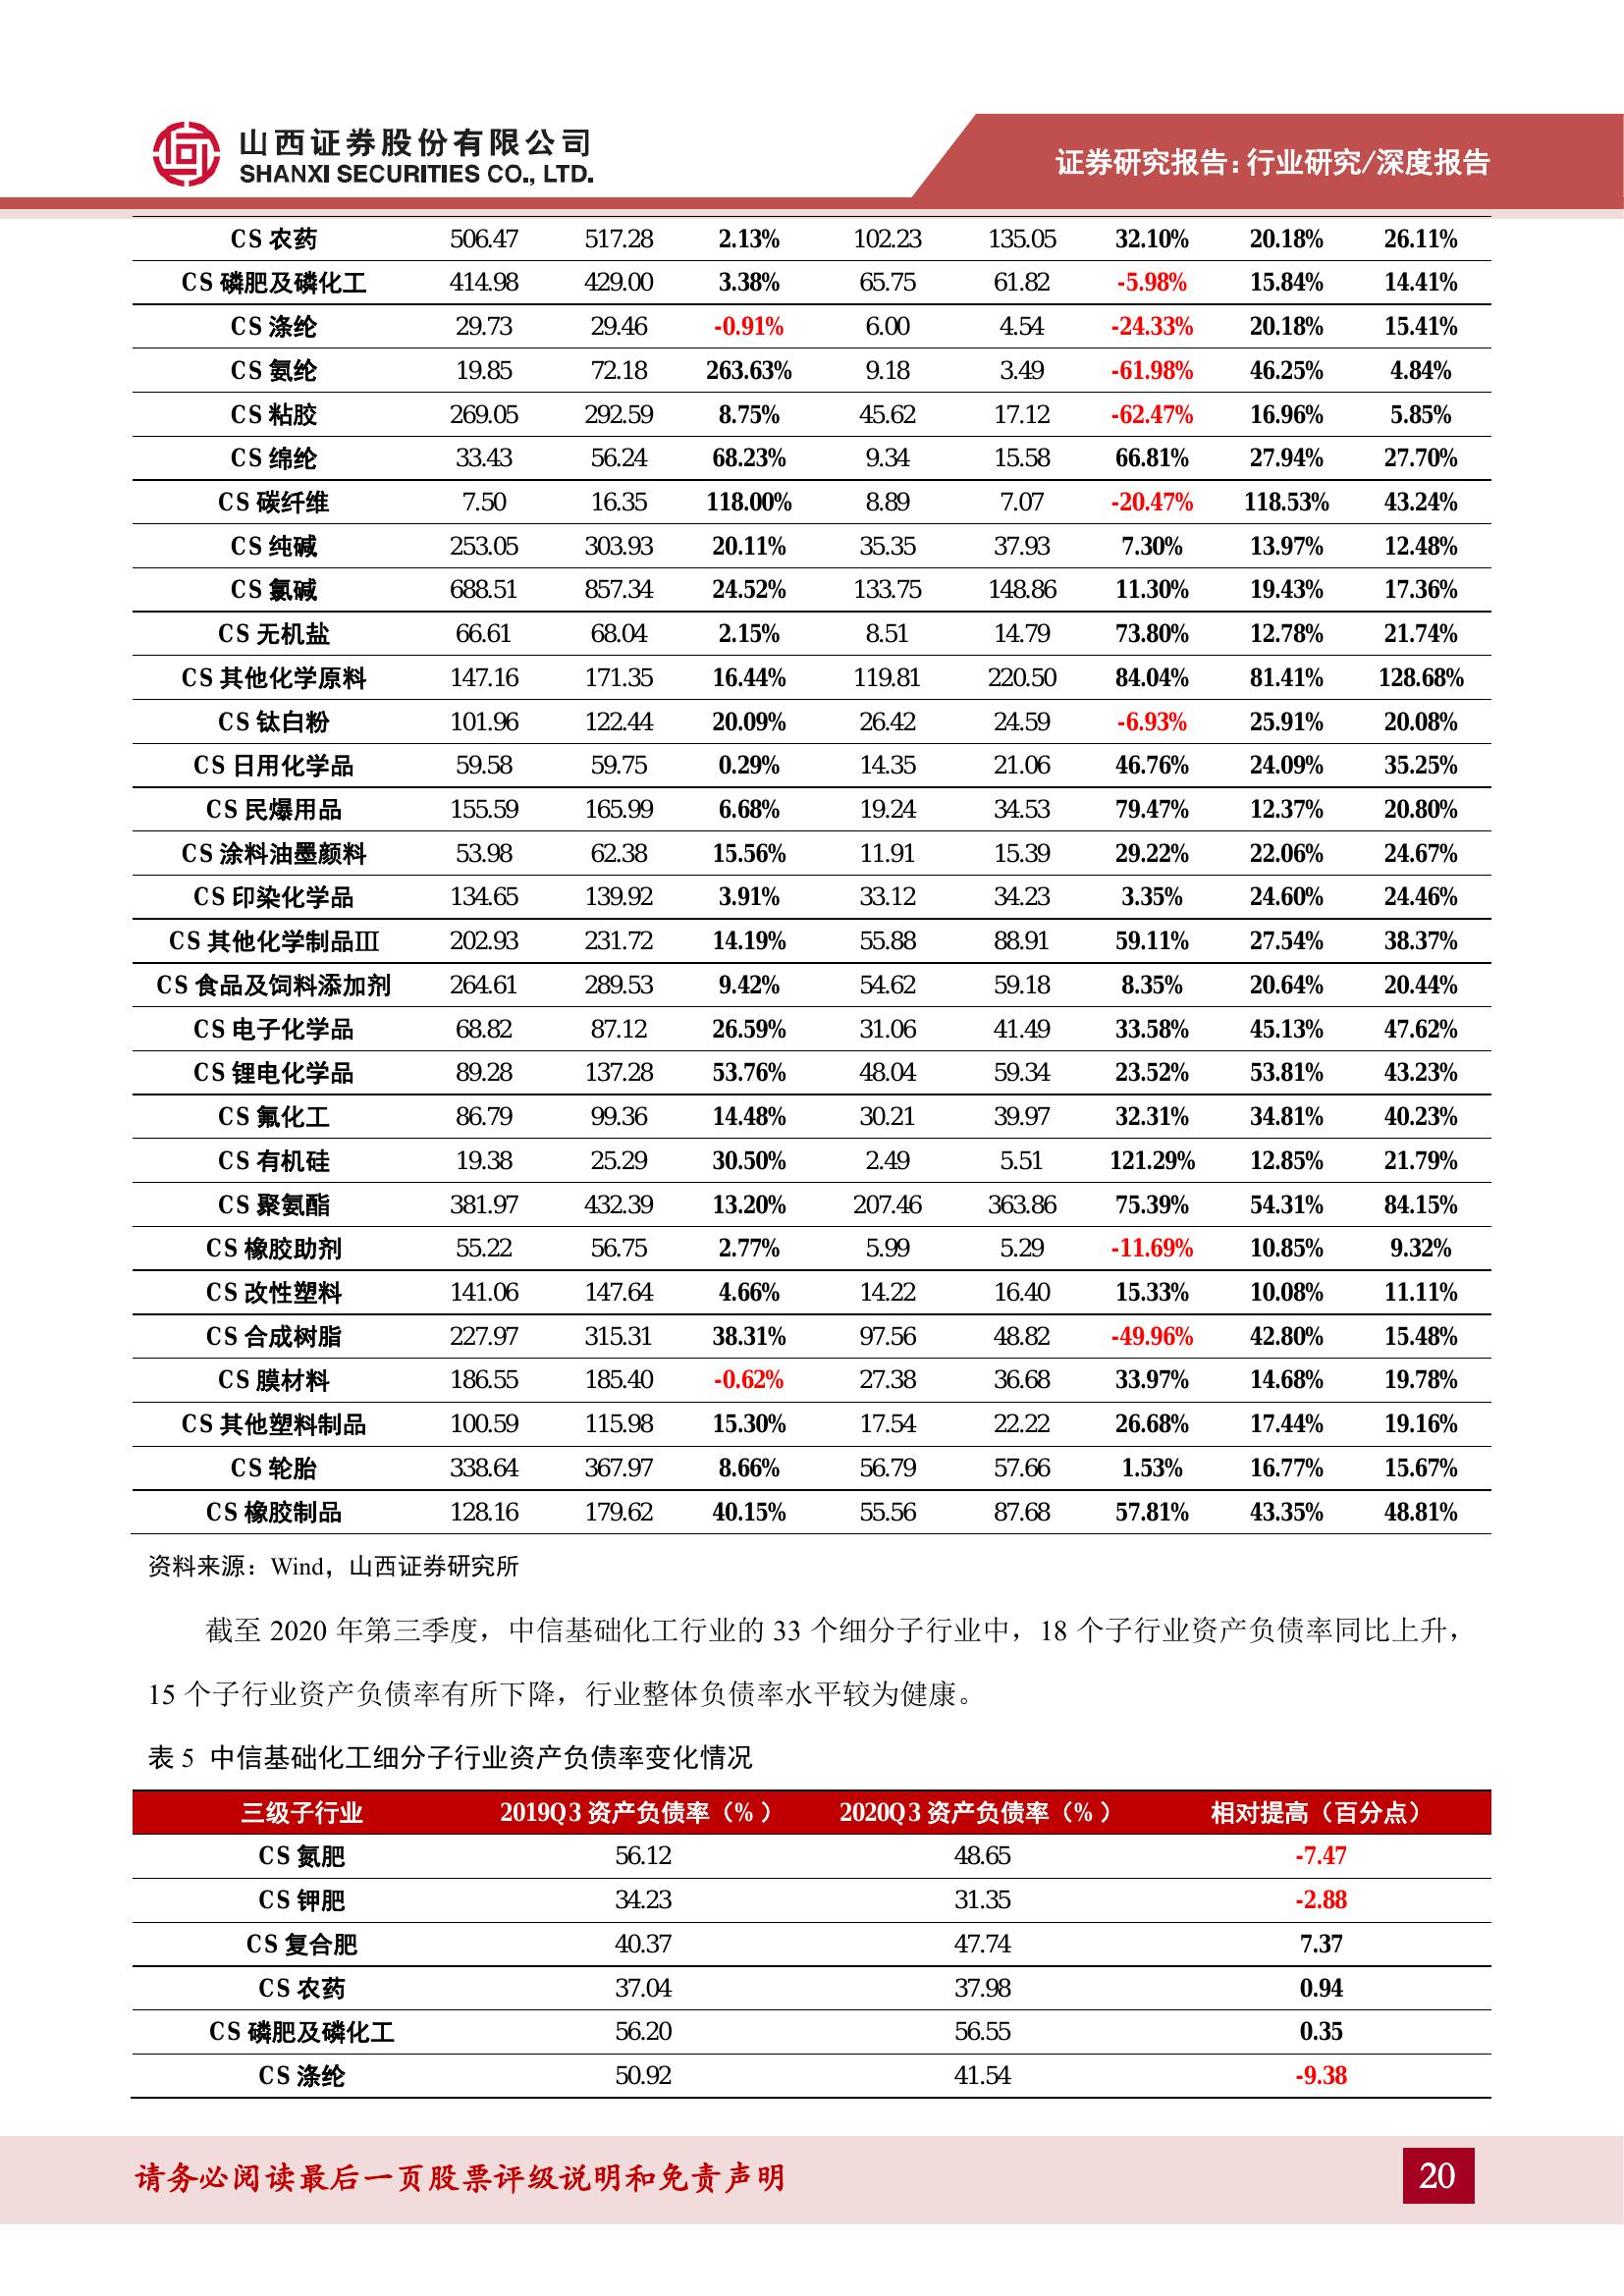 山西证券股份有限公司
SHANXI SECURITIES CO., LTD.
证券研究报告：行业研究/深度报告
CS 农药 506.47 517.28 2.13% 102.23 135.05 32.10% 20.18% 26.11%
CS 磷肥及磷化工 414.98 429.00 3.38% 65.75 61.82 -5.98% 15.84% 14.41%
CS 涤纶 29.73 29.46 -0.91% 6.00 4.54 -24.33% 20.18% 15.41%
CS 氨纶 19.85 72.18 263.63% 9.18 3.49 -61.98% 46.25% 4.84%
CS 粘胶 269.05 292.59 8.75% 45.62 17.12 -62.47% 16.96% 5.85%
CS 绵纶 33.43 56.24 68.23% 9.34 15.58 66.81% 27.94% 27.70%
CS 碳纤维 7.50 16.35 118.00% 8.89 7.07 -20.47% 118.53% 43.24%
CS 纯碱 253.05 303.93 20.11% 35.35 37.93 7.30% 13.97% 12.48%
CS 氯碱 688.51 857.34 24.52% 133.75 148.86 11.30% 19.43% 17.36%
CS 无机盐 66.61 68.04 2.15% 8.51 14.79 73.80% 12.78% 21.74%
CS 其他化学原料 147.16 171.35 16.44% 119.81 220.50 84.04% 81.41% 128.68%
CS 钛白粉 101.96 122.44 20.09% 26.42 24.59 -6.93% 25.91% 20.08%
CS 日用化学品 59.58 59.75 0.29% 14.35 21.06 46.76% 24.09% 35.25%
CS 民爆用品 155.59 165.99 6.68% 19.24 34.53 79.47% 12.37% 20.80%
CS 涂料油墨颜料 53.98 62.38 15.56% 11.91 15.39 29.22% 22.06% 24.67%
CS 印染化学品 134.65 139.92 3.91% 33.12 34.23 3.35% 24.60% 24.46%
CS 其他化学制品Ⅲ 202.93 231.72 14.19% 55.88 88.91 59.11% 27.54% 38.37%
CS 食品及饲料添加剂 264.61 289.53 9.42% 54.62 59.18 8.35% 20.64% 20.44%
CS 电子化学品 68.82 87.12 26.59% 31.06 41.49 33.58% 45.13% 47.62%
CS 锂电化学品 89.28 137.28 53.76% 48.04 59.34 23.52% 53.81% 43.23%
CS 氟化工 86.79 99.36 14.48% 30.21 39.97 32.31% 34.81% 40.23%
CS 有机硅 19.38 25.29 30.50% 2.49 5.51 121.29% 12.85% 21.79%
CS 聚氨酯 381.97 432.39 13.20% 207.46 363.86 75.39% 54.31% 84.15%
CS 橡胶助剂 55.22 56.75 2.77% 5.99 5.29 -11.69% 10.85% 9.32%
CS 改性塑料 141.06 147.64 4.66% 14.22 16.40 15.33% 10.08% 11.11%
CS 合成树脂 227.97 315.31 38.31% 97.56 48.82 -49.96% 42.80% 15.48%
CS 膜材料 186.55 185.40 -0.62% 27.38 36.68 33.97% 14.68% 19.78%
CS 其他塑料制品 100.59 115.98 15.30% 17.54 22.22 26.68% 17.44% 19.16%
CS 轮胎 338.64 367.97 8.66% 56.79 57.66 1.53% 16.77% 15.67%
CS 橡胶制品 128.16 179.62 40.15% 55.56 87.68 57.81% 43.35% 48.81%
资料来源：Wind，山西证券研究所
截至 2020 年第三季度，中信基础化工行业的 33 个细分子行业中，18 个子行业资产负债率同比上升，
15 个子行业资产负债率有所下降，行业整体负债率水平较为健康。
表 5 中信基础化工细分子行业资产负债率变化情况
三级子行业 2019Q3 资产负债率（%） 2020Q3 资产负债率（%） 相对提高（百分点）
CS 氮肥 56.12 48.65 -7.47
CS 钾肥 34.23 31.35 -2.88
CS 复合肥 40.37 47.74 7.37
CS 农药 37.04 37.98 0.94
CS 磷肥及磷化工 56.20 56.55 0.35
CS 涤纶 50.92 41.54 -9.38
请务必阅读最后一页股票评级说明和免责声明
20